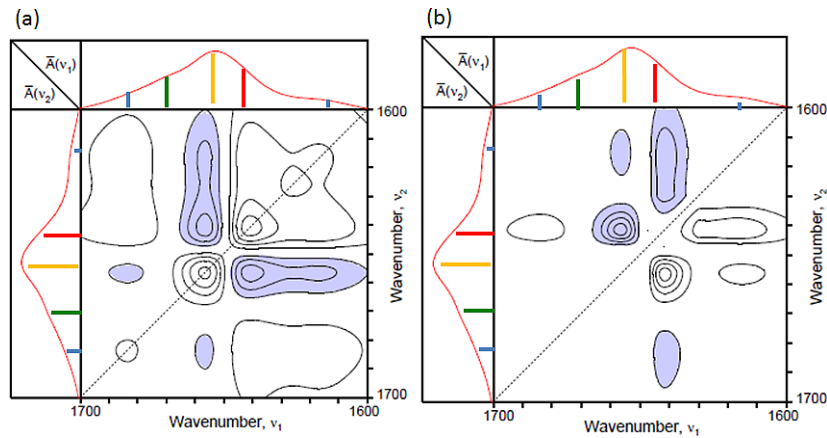 (a)
Ā(ν₁)
Ā(ν₂)
1600
Wavenumber, ν₂
1700
1700
1600
Wavenumber, ν₁
(b)
Ā(ν₁)
Ā(ν₂)
1600
Wavenumber, ν₂
1700
1700
1600
Wavenumber, ν₁